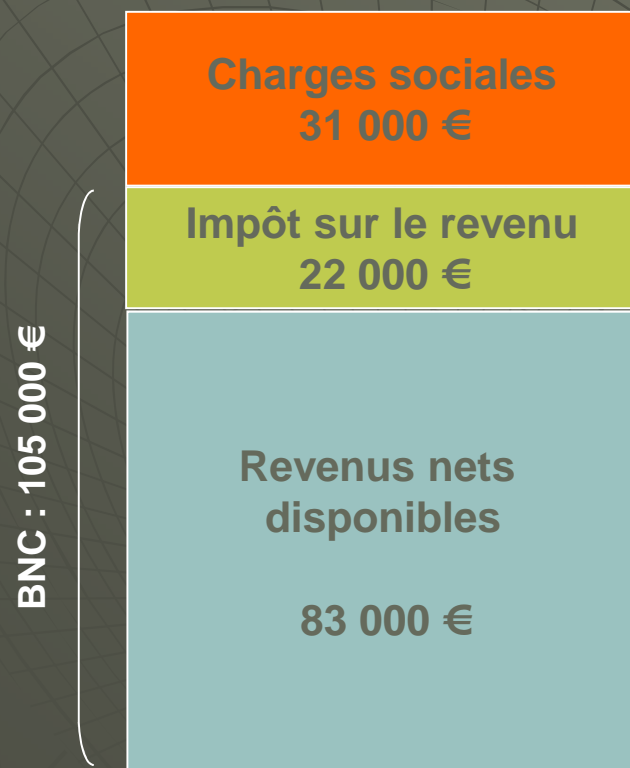 Charges sociales
31 000 €
Impôt sur le revenu
22 000 €
BNC : 105 000 €
Revenus nets
disponibles
83 000 €